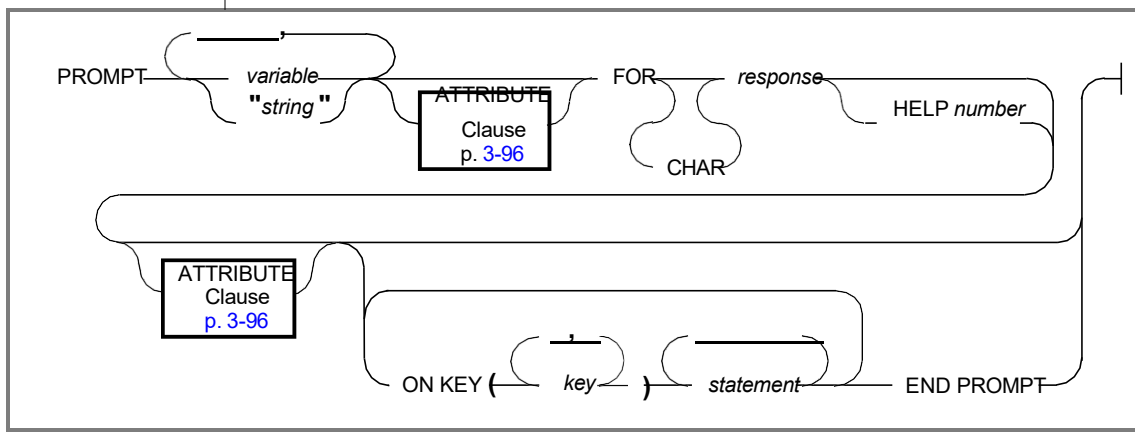 ,
PROMPT variable FOR response
"string" ATTRIBUTE HELP number
Clause
p. 3-96 CHAR
ATTRIBUTE
Clause
p. 3-96
,
ON KEY ( key ) statement END PROMPT